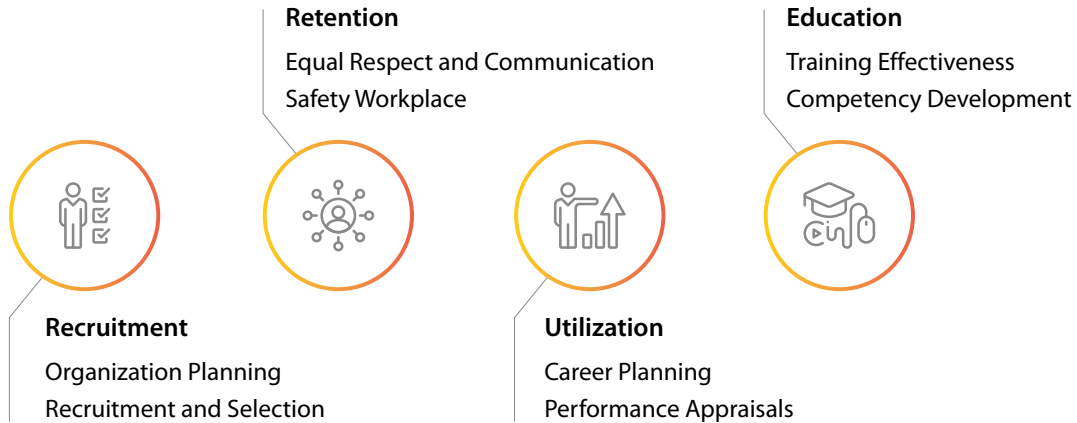 Retention
Equal Respect and Communication
Safety Workplace
Education
Training Effectiveness
Competency Development
Recruitment
Organization Planning
Recruitment and Selection
Utilization
Career Planning
Performance Appraisals